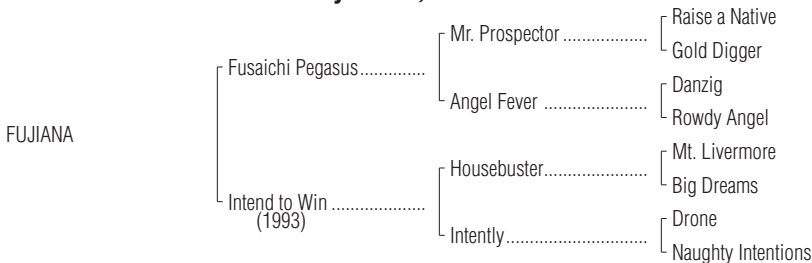 Raise a Native
Mr. Prospector ..................
Gold Digger
Fusaichi Pegasus..............
Danzig
Angel Fever ......................
Rowdy Angel
FUJIANA
Mt. Livermore
Housebuster......................
Big Dreams
Intend to Win ....................
(1993)
Drone
Intently..............................
Naughty Intentions